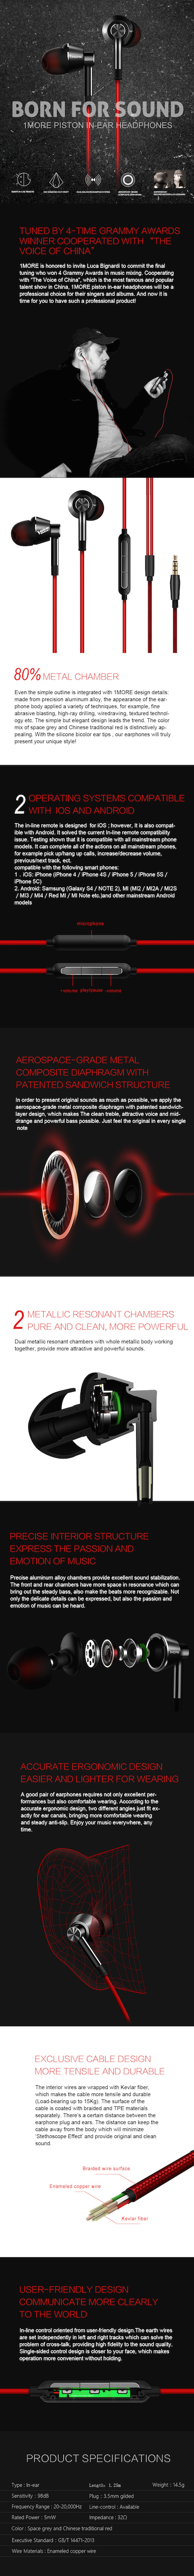 BORN FOR SOUND
1MORE PISTON IN-EAR HEADPHONES
TUNED BY 4-TIME GRAMMY AWARDS
WINNER COOPERATED WITH “THE
VOICE OF CHINA”
1MORE is honored to invite Luca Bignardi to commit the final
tuning who won 4 Grammy Awards in music mixing. Cooperating
with "The Voice of China", which is the most famous and popular
talent show in China, 1MORE piston in-ear headphones will be a
professional choice for their singers and albums. And now it is
time for you to have such a professional product!
80% METAL CHAMBER
Even the simple outline is integrated with 1MORE design details:
made from precision aluminum alloy, the appearance of the ear-
phone applied a variety of techniques, for example, fine
abrasive blasting, high-ray drilling, cd-texturing, textured technol-
ogy etc. The simple but elegant design leads the trend. The color
of space grey and Chinese traditional red is distinctively ap-
pealing. With the silicone bipolar ear tips , our earphones will truly
present your unique style!
2 OPERATING SYSTEMS COMPATIBLE
WITH IOS AND ANDROID
The in-line remote is designed for iOS ; however, It is also compat-
ible with Android. It solved the current in-line remote compatibility
issue. Testing shows that it is compatible with all mainstream phone
models, it can complete all of the actions on all mainstream phones,
for example pick up/hang up calls, increase/decrease volume,
previous/next track, ect.
compatible with the following cell phones:
1 . iOS: iPhone (iPhone 4 / iPhone 4S / iPhone 5 / iPhone 5S /
iPhone 5C)
2. Android: Samsung (Galaxy S4 / NOTE 2). MI (MI2 / MI2A / MI2S
/ MI3 / MI4 / Red MI / MI Note etc.)and other mainstream Android
models
microphone
+volume play/pause -volume
AEROSPACE-GRADE METAL
COMPOSITE DIAPHRAGM WITH
PATENTED SANDWICH STRUCTURE
In order to present original sounds as much as possible, we apply the
aerospace-grade metal composite diaphragm with patented sandwich-
layer design, which makes The clean treble, attractive voice and mid-
drange and powerful bass possible. Just feel the original in every single
note
2 METALLIC RESONANT CHAMBERS
PURE AND CLEAN, MORE POWERFUL
Dual metallic resonant chambers with whole metallic body working
together, provide more attractive and powerful sounds.
PRECISE INTERIOR STRUCTURE
EXPRESS THE PASSION AND
EMOTION OF MUSIC
Precise aluminum alloy chambers provide excellent sound stabilization.
The front and rear chambers have more space in resonance which can
bring out the steady bass, also make the beats more recognizable. Not
only the delicate details can be expressed, but also the passion and
emotion of music can be heard.
ACCURATE ERGONOMIC DESIGN
EASIER AND LIGHTER FOR WEARING
A good pair of earphones requires not only excellent per-
formances but also comfortable wearing. According to the
accurate ergonomic design, two different angles just fit ex-
actly for ear canals, bringing more comfortable wearing
and steady anti-slip. Enjoy your music everywhere, any
time.
EXCLUSIVE CABLE DESIGN
MORE TENSILE AND DURABLE
The interior wires are wrapped with Kevlar fiber,
which makes the cable more tensile and durable
(Load-bearing up to 15Kg). The surface of the
cable is coated with braided and TPE materials
separately. There's a certain distance between the
earphone plug and ears. The distance can keep the
cable away from the body which will minimize
'Stethoscope Effect' and provide original and clean
sound.
Braided wire surface
Enameled copper wire
Kevlar fiber
USER-FRIENDLY DESIGN
COMMUNICATE MORE CLEARLY
TO THE WORLD
In-line control oriented from user-friendly design.The earth wires
are set independently in left and right tracks which can solve the
problem of cross-talk, providing high fidelity to the sound quality.
Single-sided control design is closer to your face, which makes
operation more convenient without holding.
PRODUCT SPECIFICATIONS
Type : In-ear Length: 1.25m Weight : 14.5g
Sensitivity : 98dB Plug : 3.5mm gilded
Frequency Range : 20-20,000Hz Line-control : Available
Rated Power : 5mW Impedance : 32Ω
Color : Space grey and Chinese traditional red
Executive Standard : GB/T 14471-2013
Wire Materials : Enameled copper wire